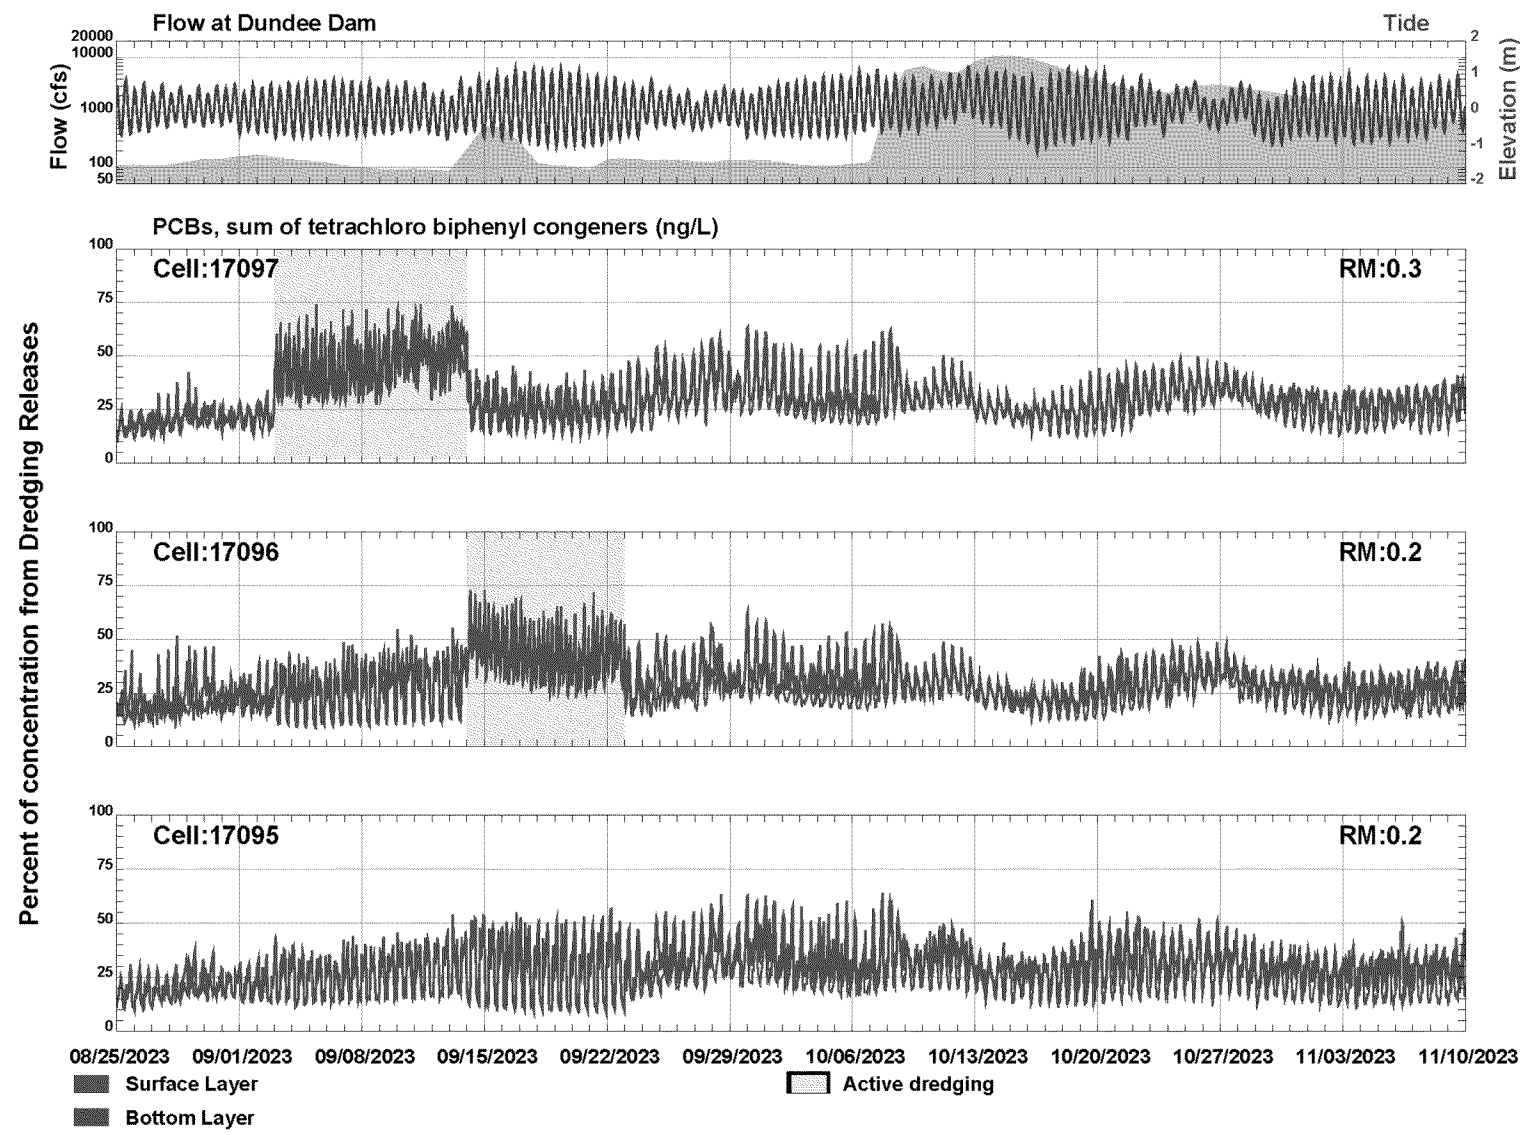 Flow at Dundee Dam
Tide
20000
10000
1000
100
50
Flow (cfs)
2
1
0
-1
-2
Elevation (m)
PCBs, sum of tetrachloro biphenyl congeners (ng/L)
Percent of concentration from Dredging Releases
100
75
50
25
0
Cell:17097
RM:0.3
100
75
50
25
0
Cell:17096
RM:0.2
100
75
50
25
0
Cell:17095
RM:0.2
08/25/2023 09/01/2023 09/08/2023 09/15/2023 09/22/2023 09/29/2023 10/06/2023 10/13/2023 10/20/2023 10/27/2023 11/03/2023 11/10/2023
Surface Layer
Active dredging
Bottom Layer